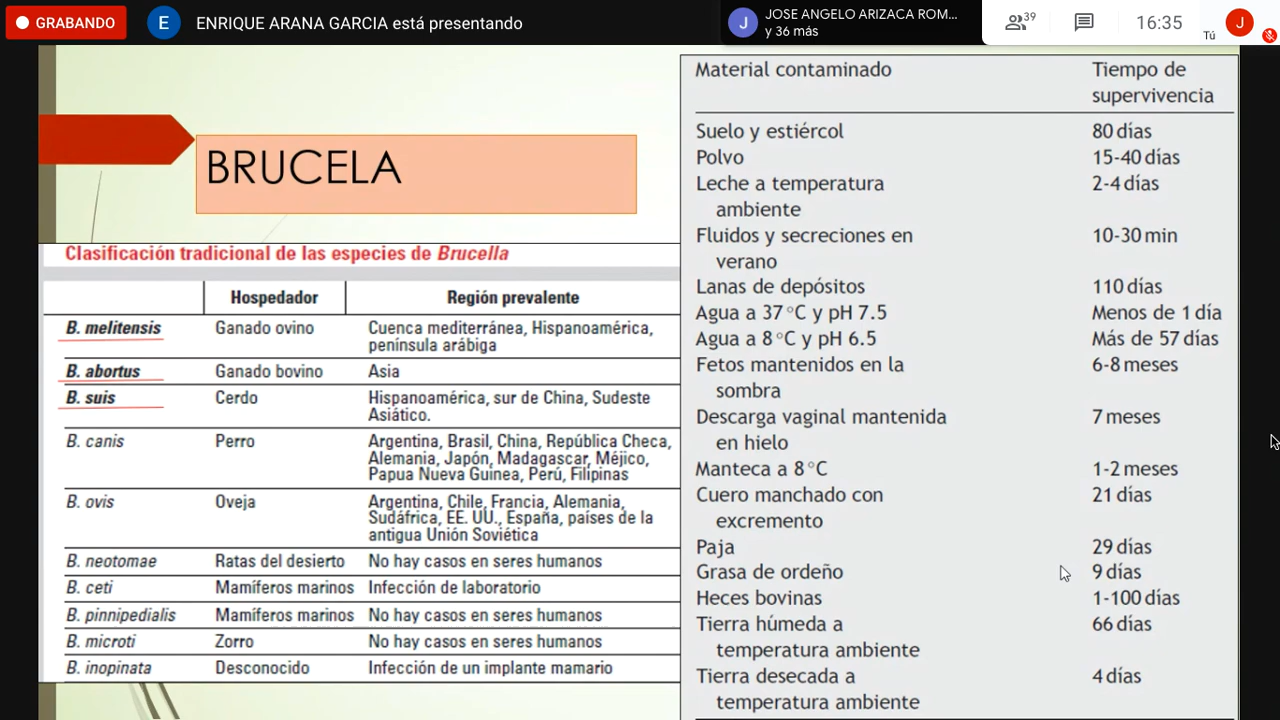 GRABANDO
E
ENRIQUE ARANA GARCIA está presentando
J
JOSE ANGELO ARIZACA ROM...
y 36 más
39
16:35
Tú
J
BRUCELA
Clasificación tradicional de las especies de Brucella
Hospedador Región prevalente
B. melitensis Ganado ovino Cuenca mediterránea, Hispanoamérica,
península arábiga
B. abortus Ganado bovino Asia
B. suis Cerdo Hispanoamérica, sur de China, Sudeste
Asiático.
B. canis Perro Argentina, Brasil, China, República Checa,
Alemania, Japón, Madagascar, Méjico,
Papua Nueva Guinea, Perú, Filipinas
B. ovis Oveja Argentina, Chile, Francia, Alemania,
Sudáfrica, EE. UU., España, países de la
antigua Unión Soviética
B. neotomae Ratas del desierto No hay casos en seres humanos
B. ceti Mamíferos marinos Infección de laboratorio
B. pinnipedialis Mamíferos marinos No hay casos en seres humanos
B. microti Zorro No hay casos en seres humanos
B. inopinata Desconocido Infección de un implante mamario
Material contaminado Tiempo de
supervivencia
Suelo y estiércol 80 días
Polvo 15-40 días
Leche a temperatura 2-4 días
ambiente
Fluidos y secreciones en 10-30 min
verano
Lanas de depósitos 110 días
Agua a 37 °C y pH 7.5 Menos de 1 día
Agua a 8 °C y pH 6.5 Más de 57 días
Fetos mantenidos en la 6-8 meses
sombra
Descarga vaginal mantenida 7 meses
en hielo
Manteca a 8 °C 1-2 meses
Cuero manchado con 21 días
excremento
Paja 29 días
Grasa de ordeño 9 días
Heces bovinas 1-100 días
Tierra húmeda a 66 días
temperatura ambiente
Tierra desecada a 4 días
temperatura ambiente